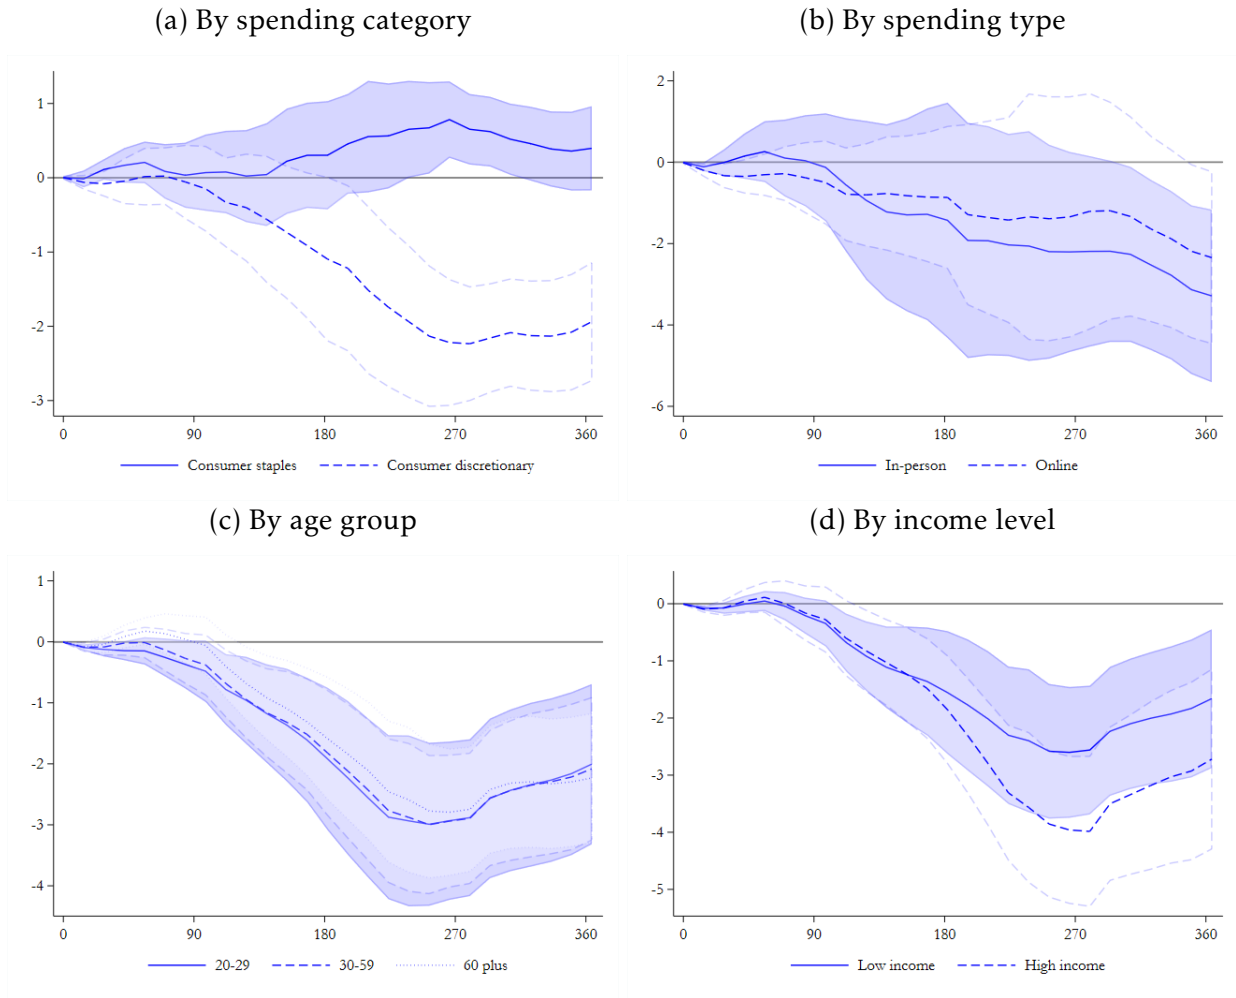 (a) By spending category
1
0
-1
-2
-3
0 90 180 270 360
Consumer staples Consumer discretionary
(b) By spending type
2
0
-2
-4
-6
0 90 180 270 360
In-person Online
(c) By age group
1
0
-1
-2
-3
-4
0 90 180 270 360
20-29 30-59 60 plus
(d) By income level
0
-1
-2
-3
-4
-5
0 90 180 270 360
Low income High income